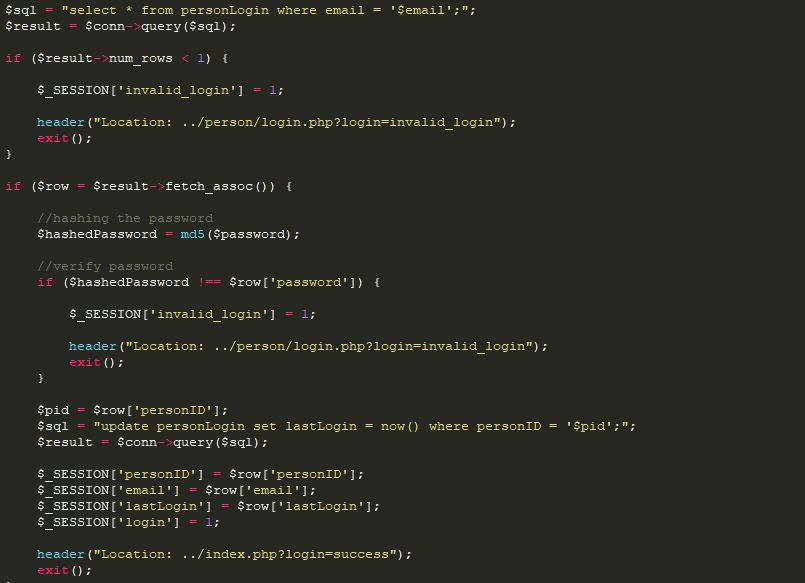 $sql = "select * from personLogin where email = '$email';";
$result = $conn->query($sql);
if ($result->num_rows < 1) {
$_SESSION['invalid_login'] = 1;
header("Location: ../person/login.php?login=invalid_login");
exit();
}
if ($row = $result->fetch_assoc()) {
//hashing the password
$hashedPassword = md5($password);
//verify password
if ($hashedPassword !== $row['password']) {
$_SESSION['invalid_login'] = 1;
header("Location: ../person/login.php?login=invalid_login");
exit();
}
$pid = $row['personID'];
$sql = "update personLogin set lastLogin = now() where personID = '$pid';";
$result = $conn->query($sql);
$_SESSION['personID'] = $row['personID'];
$_SESSION['email'] = $row['email'];
$_SESSION['lastLogin'] = $row['lastLogin'];
$_SESSION['login'] = 1;
header("Location: ../index.php?login=success");
exit();